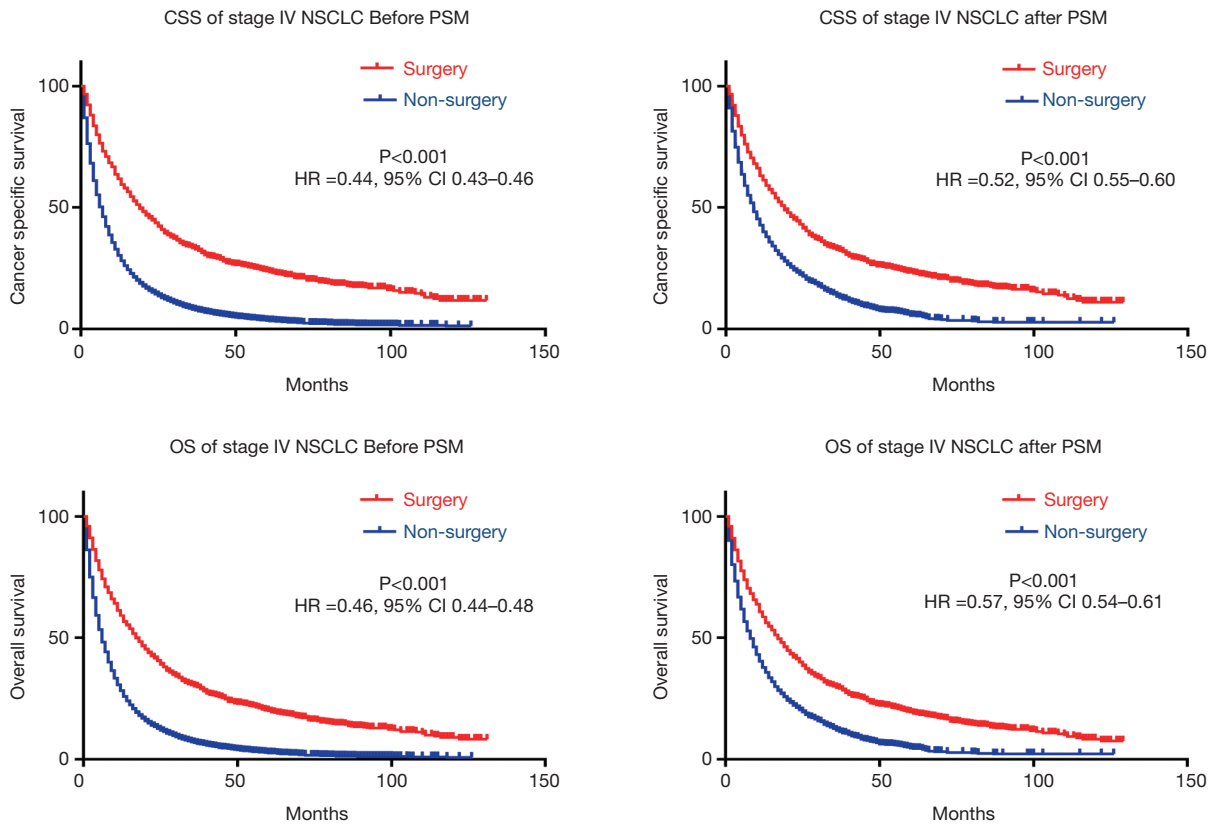 CSS of stage IV NSCLC Before PSM
Surgery
Non-surgery
P<0.001
HR =0.44, 95% CI 0.43–0.46
Cancer specific survival
100
50
0
0 50 100 150
Months
CSS of stage IV NSCLC after PSM
Surgery
Non-surgery
P<0.001
HR =0.52, 95% CI 0.55–0.60
Cancer specific survival
100
50
0
0 50 100 150
Months
OS of stage IV NSCLC Before PSM
Surgery
Non-surgery
P<0.001
HR =0.46, 95% CI 0.44–0.48
Overall survival
100
50
0
0 50 100 150
Months
OS of stage IV NSCLC after PSM
Surgery
Non-surgery
P<0.001
HR =0.57, 95% CI 0.54–0.61
Overall survival
100
50
0
0 50 100 150
Months